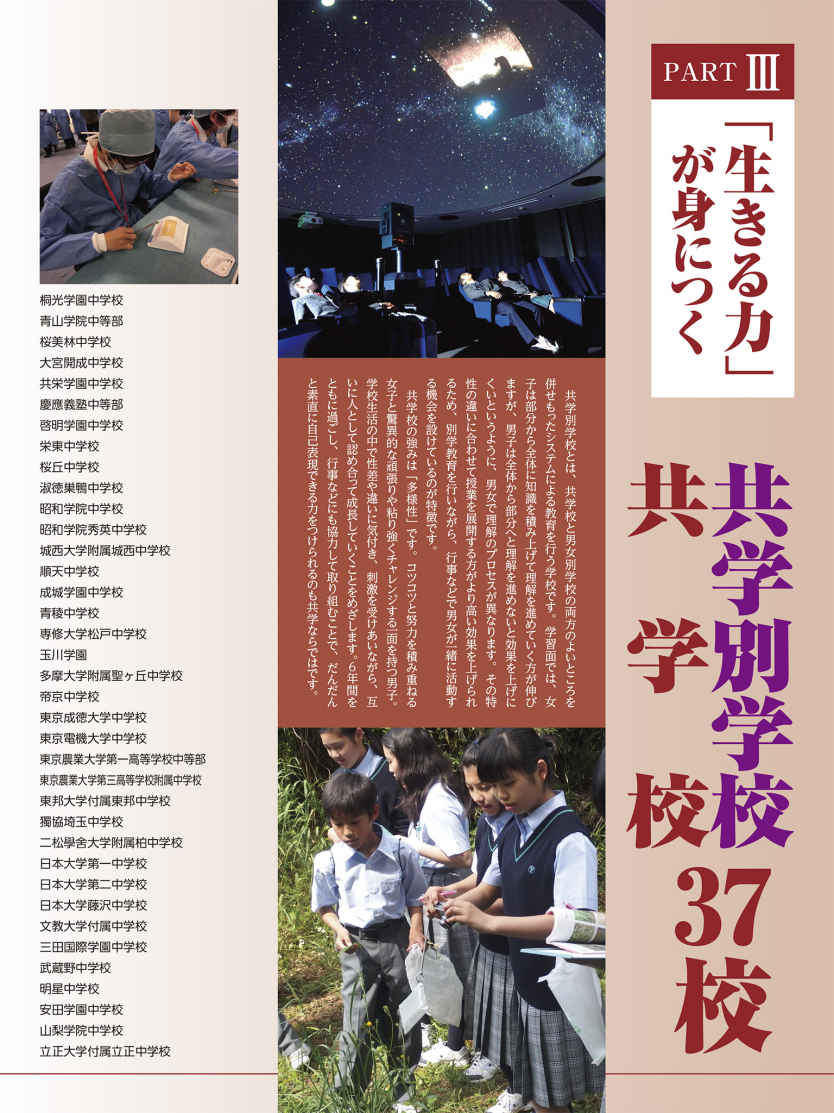 PART Ⅲ
「生きる力」
が身につく
共学別学校
共学校
37校
共学別学校とは、共学校と男女別学校の両方のよいところを
併せもったシステムによる教育を行う学校です。学習面では、女
子は部分から全体に知識を積み上げて理解を進めていく方が伸び
ますが、男子は全体から部分へと理解を進めないと効果を上げに
くいというように、男女で理解のプロセスが異なります。その特
性の違いに合わせて授業を展開する方がより高い効果を上げられ
るため、別学教育を行いながら、行事などで男女が一緒に活動す
る機会を設けているのが特徴です。
共学校の強みは「多様性」です。コツコツと努力を積み重ねる
女子と驚異的な頑張りや粘り強くチャレンジする一面を持つ男子。
学校生活の中で性差や違いに気付き、刺激を受けあいながら、互
いに人として認め合って成長していくことをめざします。6年間を
ともに過ごし、行事などにも協力して取り組むことで、だんだん
と素直に自己表現できる力をつけられるのも共学ならではです。
桐光学園中学校
青山学院中等部
桜美林中学校
大宮開成中学校
共栄学園中学校
慶應義塾中等部
啓明学園中学校
栄東中学校
桜丘中学校
淑徳巣鴨中学校
昭和学院中学校
昭和学院秀英中学校
城西大学附属城西中学校
順天中学校
成城学園中学校
青稜中学校
専修大学松戸中学校
玉川学園
多摩大学附属聖ヶ丘中学校
帝京中学校
東京成徳大学中学校
東京電機大学中学校
東京農業大学第一高等学校中等部
東京農業大学第三高等学校附属中学校
東邦大学付属東邦中学校
獨協埼玉中学校
二松學舎大学附属柏中学校
日本大学第一中学校
日本大学第二中学校
日本大学藤沢中学校
文教大学付属中学校
三田国際学園中学校
武蔵野中学校
明星中学校
安田学園中学校
山梨学院中学校
立正大学付属立正中学校